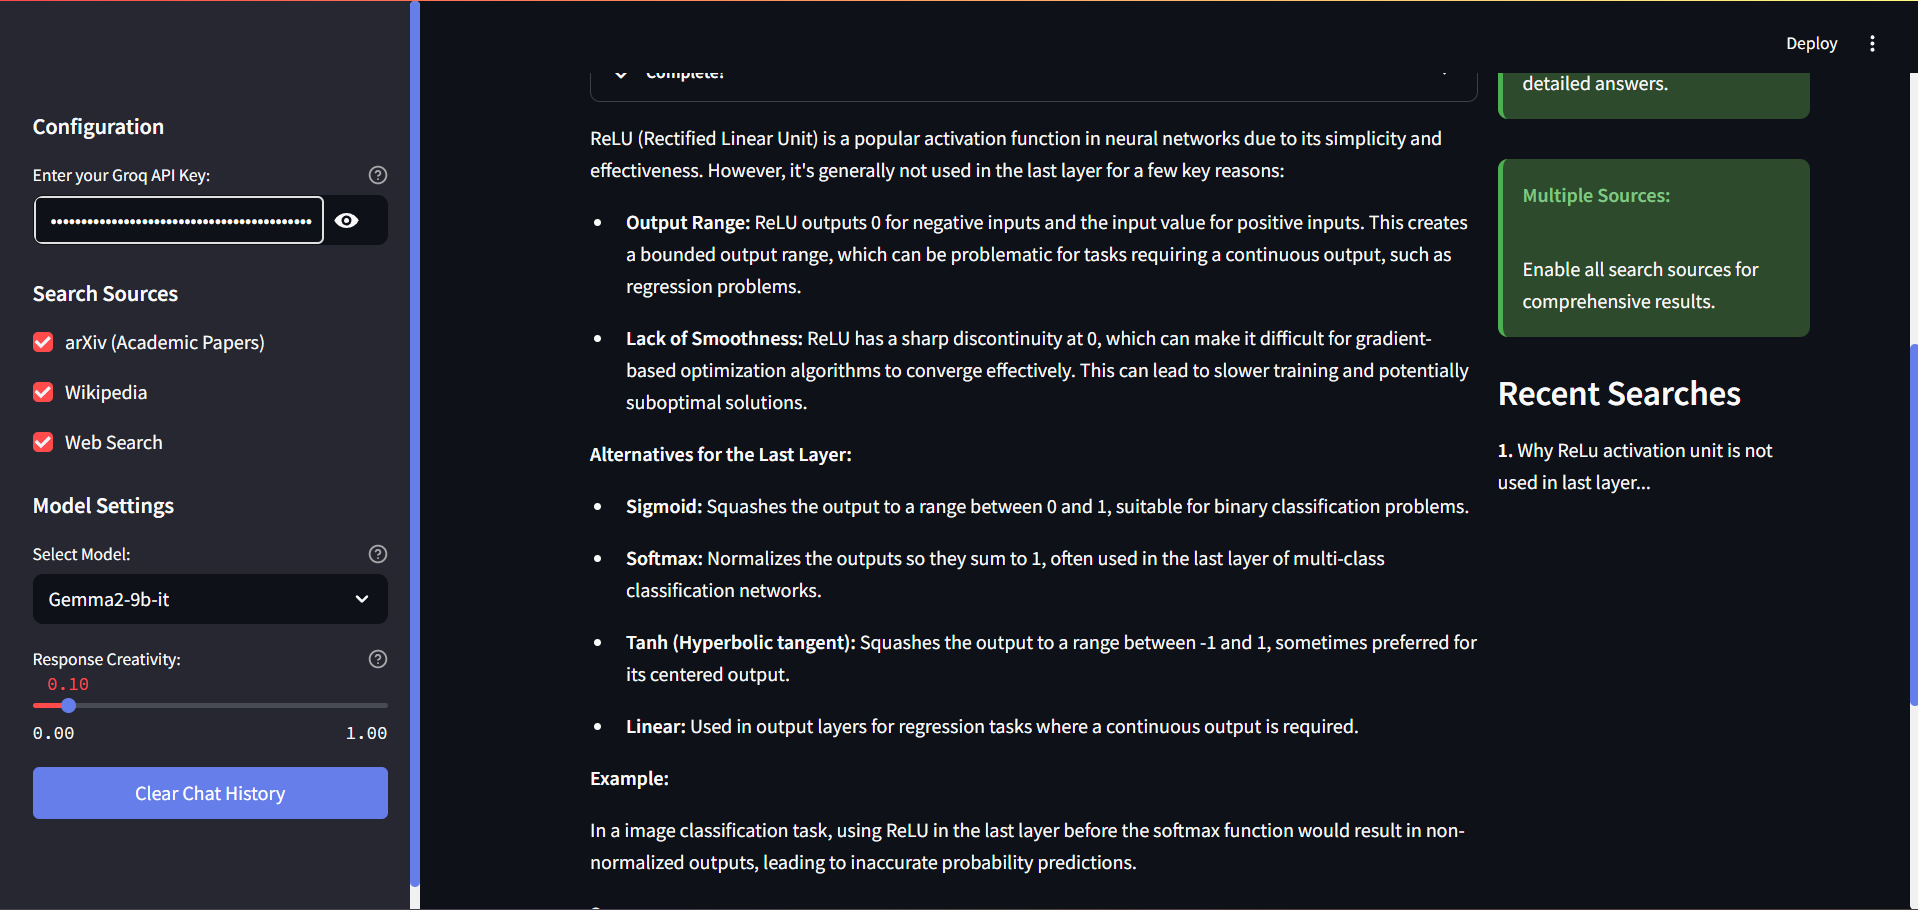 Deploy
Configuration
Enter your Groq API Key:
Search Sources
arXiv (Academic Papers)
Wikipedia
Web Search
Model Settings
Select Model:
Gemma2-9b-it
Response Creativity:
0.10
0.00 1.00
Clear Chat History
Complete!
ReLU (Rectified Linear Unit) is a popular activation function in neural networks due to its simplicity and
effectiveness. However, it's generally not used in the last layer for a few key reasons:
• Output Range: ReLU outputs 0 for negative inputs and the input value for positive inputs. This creates
a bounded output range, which can be problematic for tasks requiring a continuous output, such as
regression problems.
• Lack of Smoothness: ReLU has a sharp discontinuity at 0, which can make it difficult for gradient-
based optimization algorithms to converge effectively. This can lead to slower training and potentially
suboptimal solutions.
Alternatives for the Last Layer:
• Sigmoid: Squashes the output to a range between 0 and 1, suitable for binary classification problems.
• Softmax: Normalizes the outputs so they sum to 1, often used in the last layer of multi-class
classification networks.
• Tanh (Hyperbolic tangent): Squashes the output to a range between -1 and 1, sometimes preferred for
its centered output.
• Linear: Used in output layers for regression tasks where a continuous output is required.
Example:
In a image classification task, using ReLU in the last layer before the softmax function would result in non-
normalized outputs, leading to inaccurate probability predictions.
detailed answers.
Multiple Sources:
Enable all search sources for
comprehensive results.
Recent Searches
1. Why ReLu activation unit is not
used in last layer...